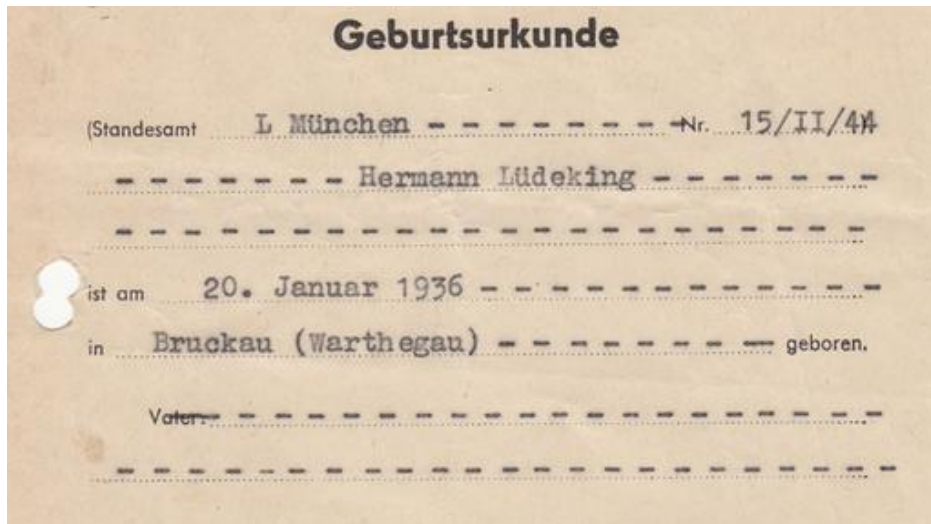 Geburtsurkunde
(Standesamt L München - - - - - - - - Nr. 15/II/44)
- - - - - - - Hermann Lüdeking - - - - - - -
- - - - - - - - - - - - - - - - - - - - - -
ist am 20. Januar 1936 - - - - - - - - - - - -
in Bruckau (Warthegau) - - - - - - - - geboren.
Vater: - - - - - - - - - - - - - - - - - - -
- - - - - - - - - - - - - - - - - - - - - -